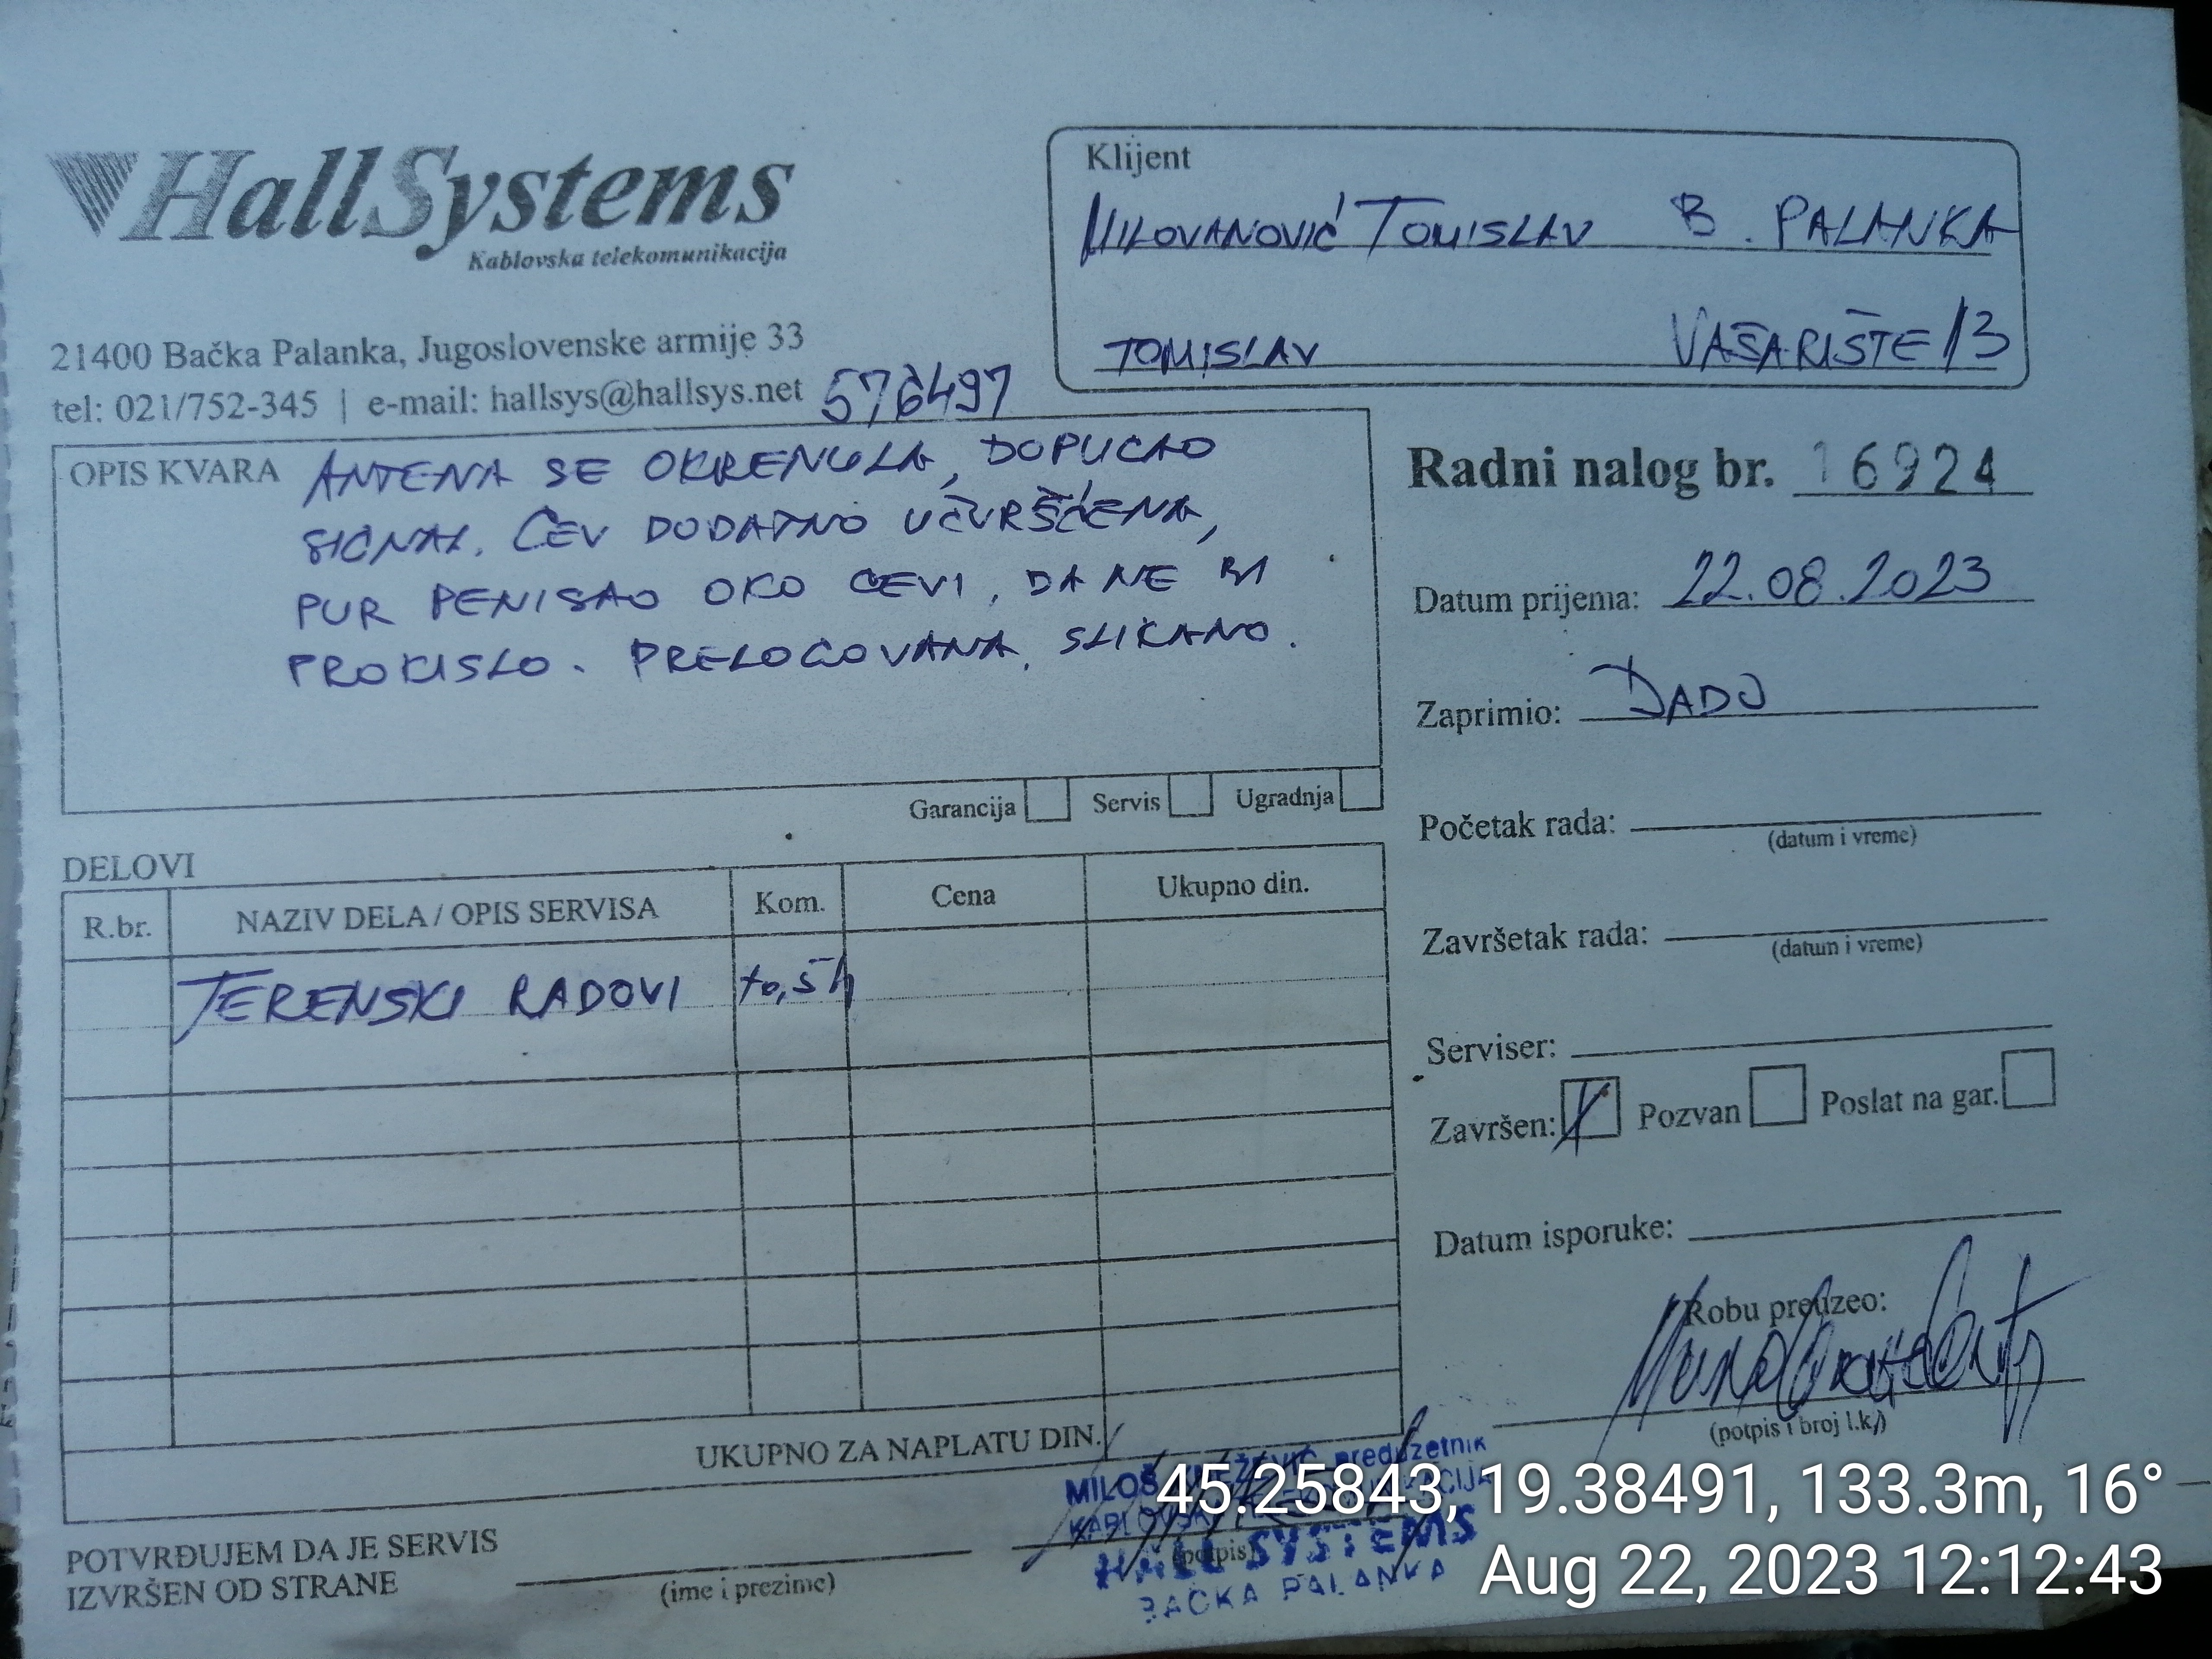 HallSystems
Kablovska telekomunikacija
21400 Bačka Palanka, Jugoslovenske armije 33
tel: 021/752-345 | e-mail: hallsys@hallsys.net 576497
Klijent
MILOVANOVIĆ TOMISLAV B. PALANKA
TOMISLAV VAŠARIŠTE
OPIS KVARA ANTENA SE OKRENULA, DOPUCAO
SIGNAL. CEV DODATNO UČVRŠĆENA,
PUR PENISAO OKO CEVI, DA NE BI
PROKISLO. PRELOGOVANA, SLIKANO.
Garancija Servis Ugradnja
Radni nalog br. 16924
Datum prijema: 22.08.2023
Zaprimio: DADO
Početak rada:
(datum i vreme)
Završetak rada:
(datum i vreme)
Serviser:
Završen: Pozvan Poslat na gar.
Datum isporuke:
Robu preuzeo:
(potpis i broj l.k.)
DELOVI
R.br. NAZIV DELA / OPIS SERVISA Kom. Cena Ukupno din.
TERENSKI RADOVI
UKUPNO ZA NAPLATU DIN.
POTVRĐUJEM DA JE SERVIS
IZVRŠEN OD STRANE
(ime i prezime)
(potpis)
MILOŠ preduzetnik
HALL SYSTEMS
BAČKA PALANKA
45.25843, 19.38491, 133.3m, 16°
Aug 22, 2023 12:12:43